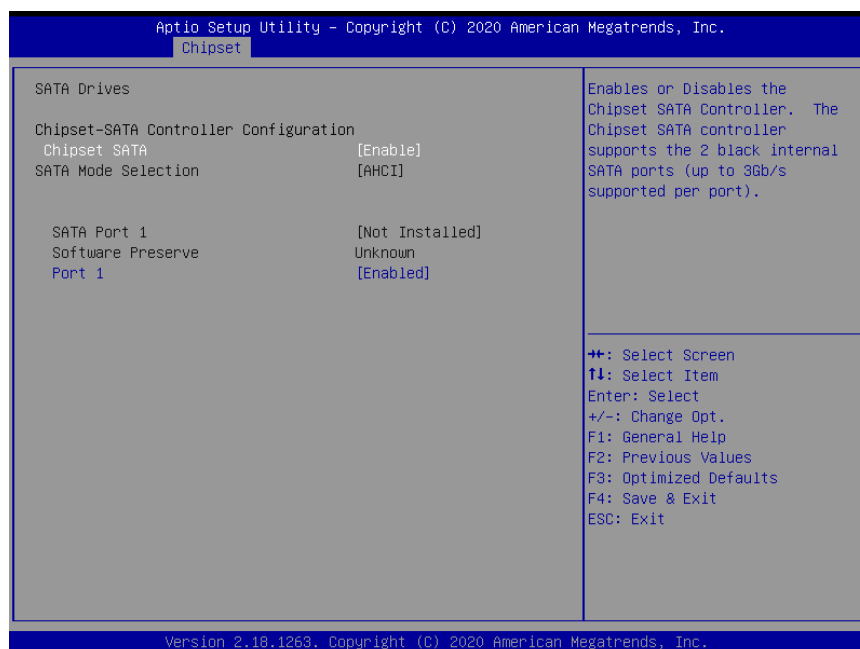 Aptio Setup Utility – Copyright (C) 2020 American Megatrends, Inc.
Chipset
SATA Drives
Chipset-SATA Controller Configuration
Chipset SATA [Enable]
SATA Mode Selection [AHCI]
SATA Port 1 [Not Installed]
Software Preserve Unknown
Port 1 [Enabled]
Enables or Disables the
Chipset SATA Controller. The
Chipset SATA controller
supports the 2 black internal
SATA ports (up to 3Gb/s
supported per port).
→←: Select Screen
↑↓: Select Item
Enter: Select
+/-: Change Opt.
F1: General Help
F2: Previous Values
F3: Optimized Defaults
F4: Save & Exit
ESC: Exit
Version 2.18.1263. Copyright (C) 2020 American Megatrends, Inc.